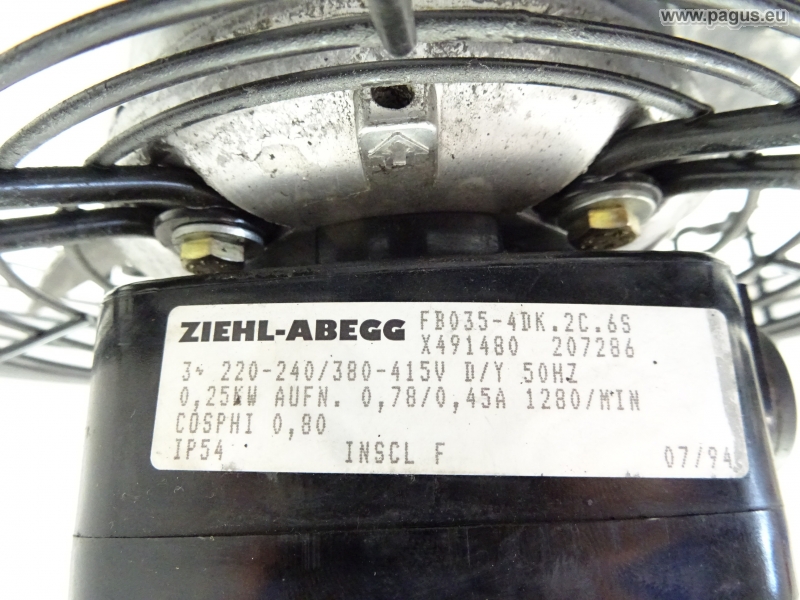 www.pagus.eu
ZIEHL-ABEGG FB035-4DK.2C.6S
X491480 207286
3~ 220-240/380-415V D/Y 50HZ
0,25KW AUFN. 0,78/0,45A 1280/MIN
COSPHI 0,80
IP54 INSCL F 07/94